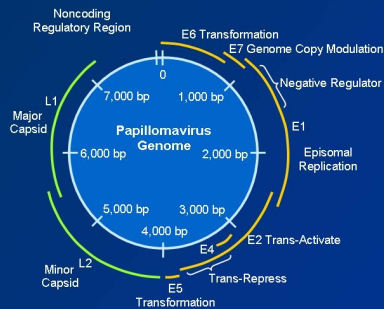 Noncoding
Regulatory Region
E6 Transformation
E7 Genome Copy Modulation
Negative Regulator
E1
Episomal
Replication
E2 Trans-Activate
E4
Trans-Repress
E5
Transformation
L2
Minor
Capsid
L1
Major
Capsid
0
1,000 bp
2,000 bp
3,000 bp
4,000 bp
5,000 bp
6,000 bp
7,000 bp
Papillomavirus
Genome